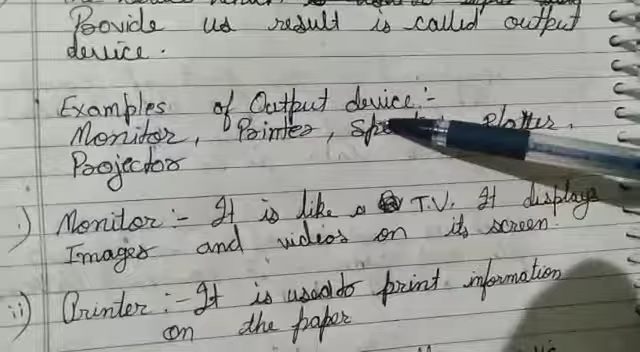 Provide us result is called output
device.
Examples of Output device:-
Monitor, Printer, Plotter,
Projector
i) Monitor:- It is like a T.V. It displays
Images and videos on its screen.
ii) Printer:- It is used to print information
on the paper